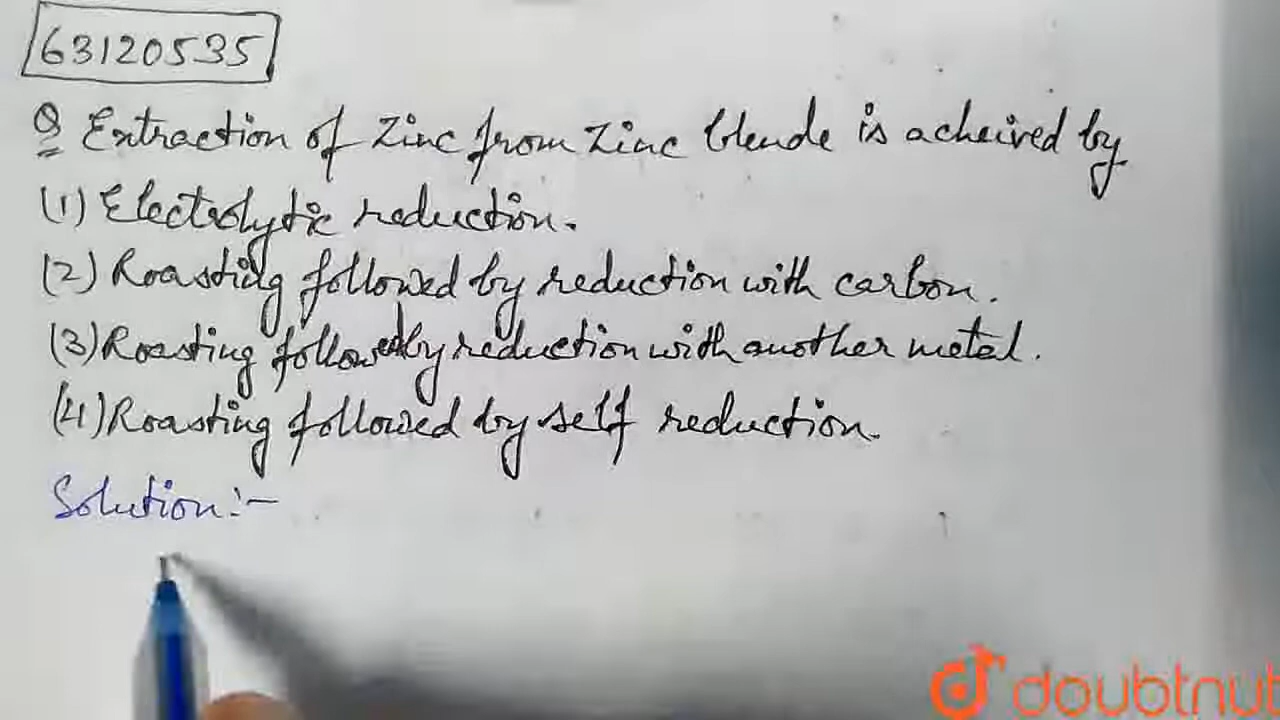 63120535
Q Extraction of Zinc from Zinc blende is acheived by
(1) Electrolytic reduction.
(2) Roasting followed by reduction with carbon.
(3) Roasting followed by reduction with another metal.
(4) Roasting followed by self reduction.
Solution:-
doubtnut